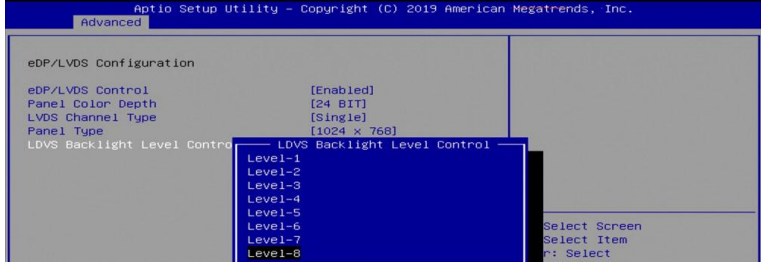 Aptio Setup Utility – Copyright (C) 2019 American Megatrends, Inc.
Advanced
eDP/LVDS Configuration
eDP/LVDS Control [Enabled]
Panel Color Depth [24 BIT]
LVDS Channel Type [Single]
Panel Type [1024 x 768]
LDVS Backlight Level Contro
LDVS Backlight Level Control
Level-1
Level-2
Level-3
Level-4
Level-5
Level-6
Level-7
Level-8
Select Screen
Select Item
r: Select